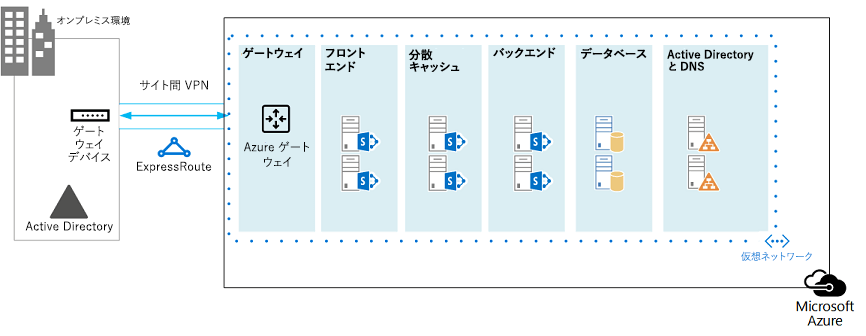 オンプレミス環境
サイト間 VPN
ゲート
ウェイ
デバイス
ExpressRoute
Active Directory
ゲートウェイ
Azure ゲート
ウェイ
フロント
エンド
分散
キャッシュ
バックエンド
データベース
Active Directory
と DNS
仮想ネットワーク
Microsoft
Azure